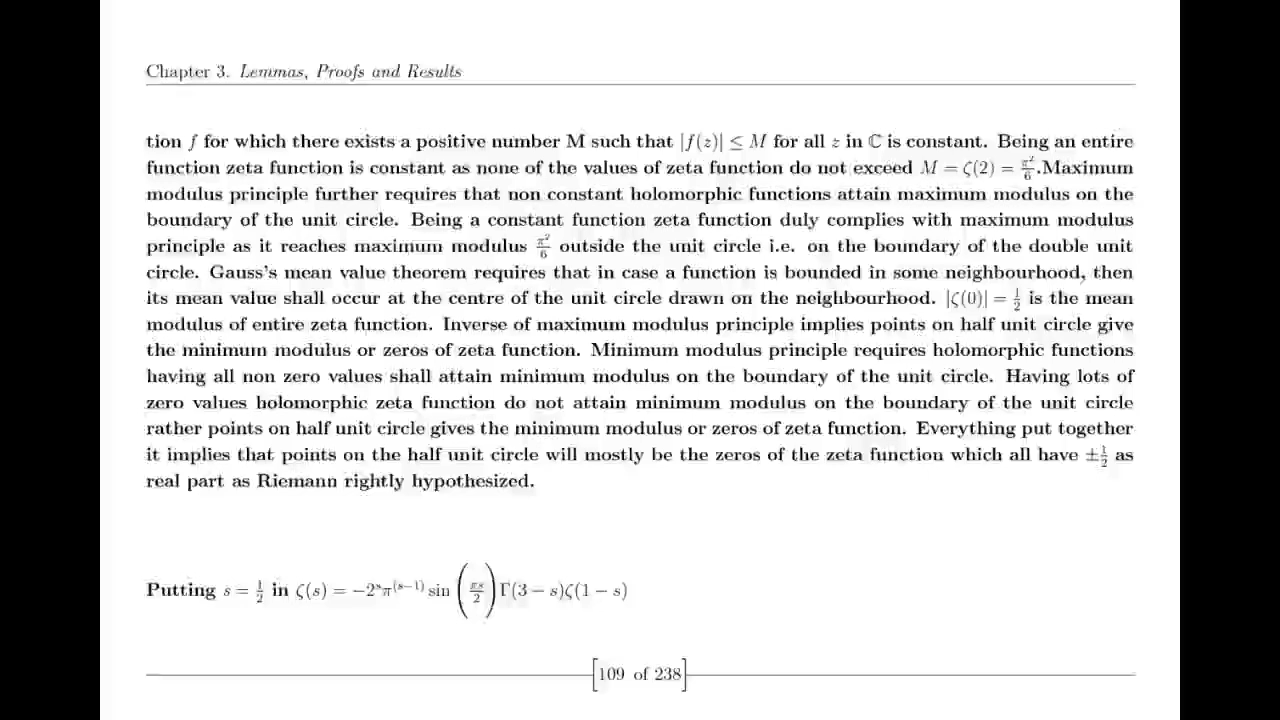 Chapter 3. Lemmas, Proofs and Results
tion f for which there exists a positive number M such that |f(z)| ≤ M for all z in ℂ is constant. Being an entire
function zeta function is constant as none of the values of zeta function do not exceed M = ζ(2) = π²/6.Maximum
modulus principle further requires that non constant holomorphic functions attain maximum modulus on the
boundary of the unit circle. Being a constant function zeta function duly complies with maximum modulus
principle as it reaches maximum modulus π²/6 outside the unit circle i.e. on the boundary of the double unit
circle. Gauss's mean value theorem requires that in case a function is bounded in some neighbourhood, then
its mean value shall occur at the centre of the unit circle drawn on the neighbourhood. |ζ(0)| = 1/2 is the mean
modulus of entire zeta function. Inverse of maximum modulus principle implies points on half unit circle give
the minimum modulus or zeros of zeta function. Minimum modulus principle requires holomorphic functions
having all non zero values shall attain minimum modulus on the boundary of the unit circle. Having lots of
zero values holomorphic zeta function do not attain minimum modulus on the boundary of the unit circle
rather points on half unit circle gives the minimum modulus or zeros of zeta function. Everything put together
it implies that points on the half unit circle will mostly be the zeros of the zeta function which all have ±1/2 as
real part as Riemann rightly hypothesized.
Putting s = 1/2 in ζ(s) = −2^s π^(s−1) sin(πs/2) Γ(3 − s)ζ(1 − s)
[109 of 238]